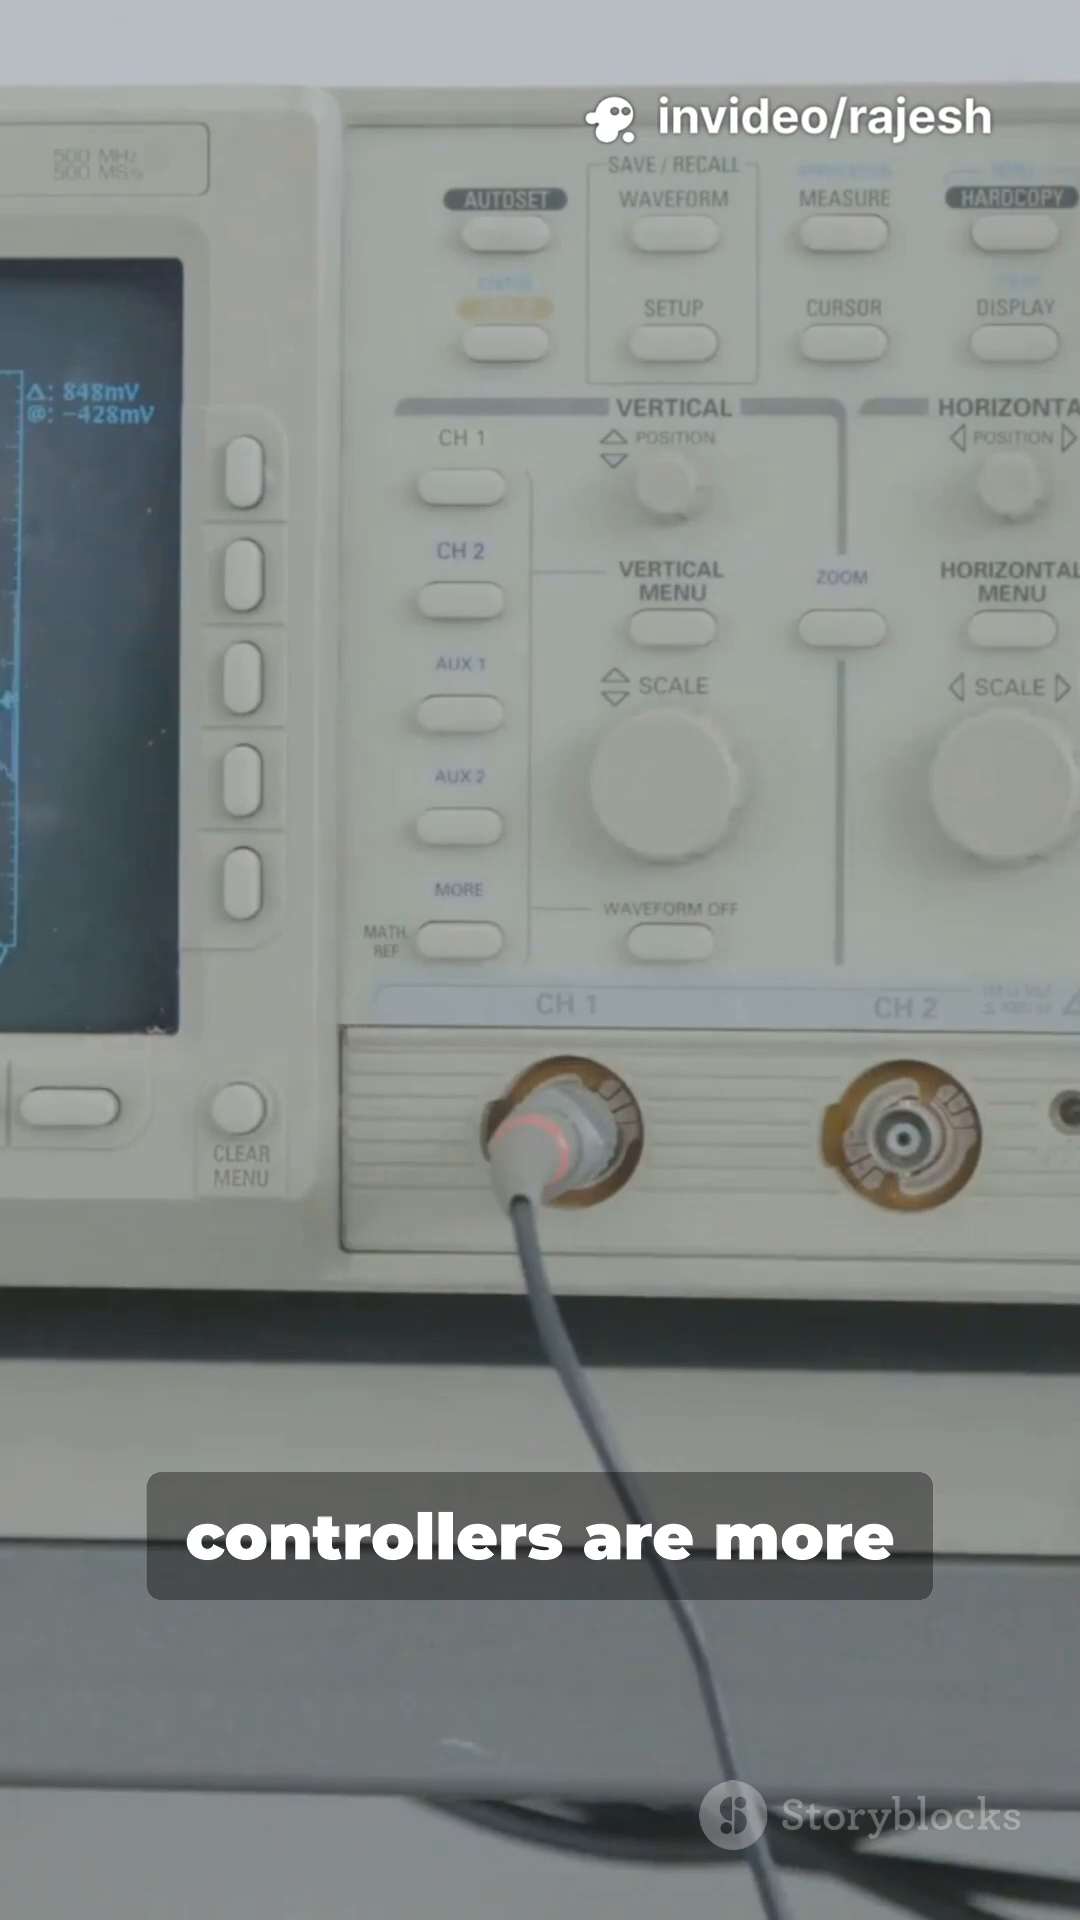 invideo/rajesh
500 MHz
500 MS/s
SAVE / RECALL
AUTOSET
WAVEFORM
MEASURE
HARDCOPY
STATUS
SETUP
CURSOR
DISPLAY
Δ: 848mV
@: -428mV
VERTICAL
CH 1
POSITION
POSITION
CH 2
VERTICAL
MENU
ZOOM
HORIZONTAL
MENU
AUX 1
SCALE
SCALE
AUX 2
MORE
WAVEFORM OFF
MATH
REF
CH 1
CH 2
CLEAR
MENU
controllers are more
Storyblocks